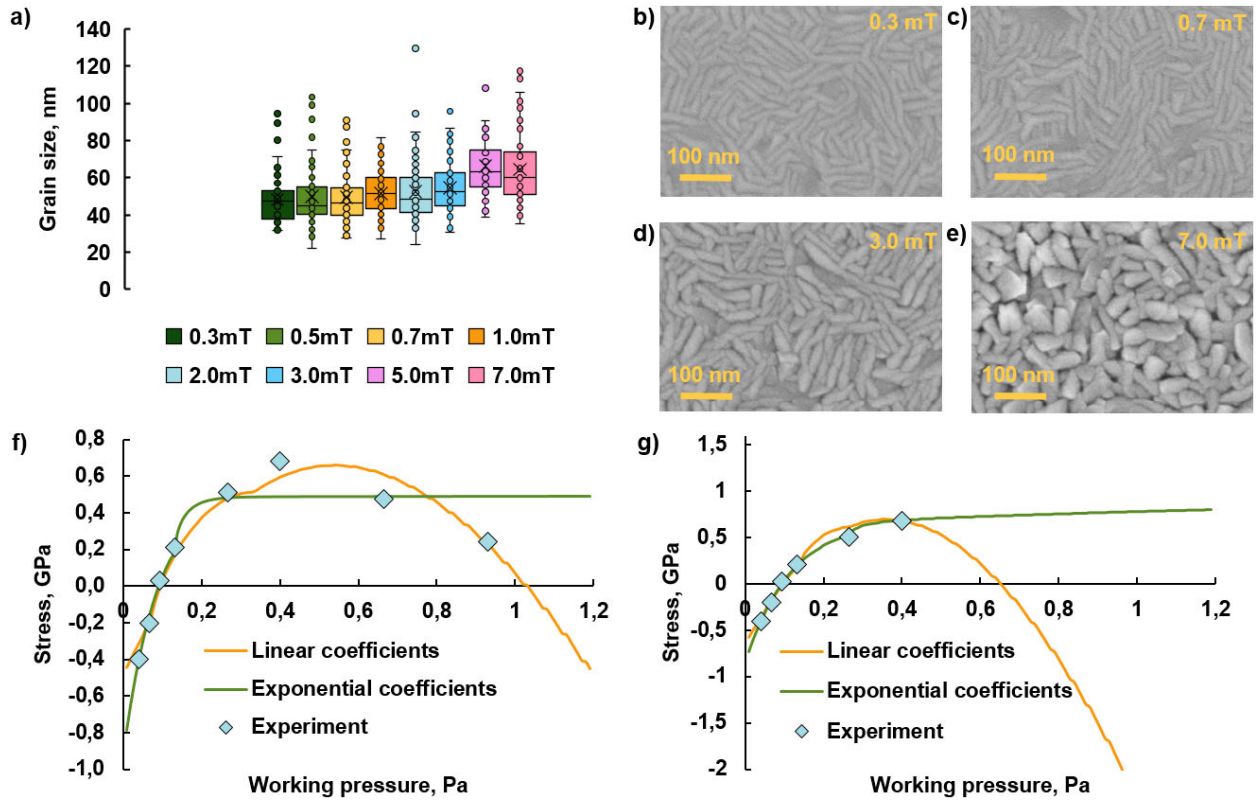 a)
Grain size, nm
140
120
100
80
60
40
20
0
0.3mT 0.5mT 0.7mT 1.0mT
2.0mT 3.0mT 5.0mT 7.0mT
b)
0.3 mT
100 nm
c)
0.7 mT
100 nm
d)
3.0 mT
100 nm
e)
7.0 mT
100 nm
f)
Stress, GPa
0,8
0,6
0,4
0,2
0,0
-0,2
-0,4
-0,6
-0,8
-1,0
0 0,2 0,4 0,6 0,8 1 1,2
Linear coefficients
Exponential coefficients
Experiment
Working pressure, Pa
g)
Stress, GPa
1,5
1
0,5
0
-0,5
-1
-1,5
-2
0 0,2 0,4 0,6 0,8 1 1,2
Linear coefficients
Exponential coefficients
Experiment
Working pressure, Pa